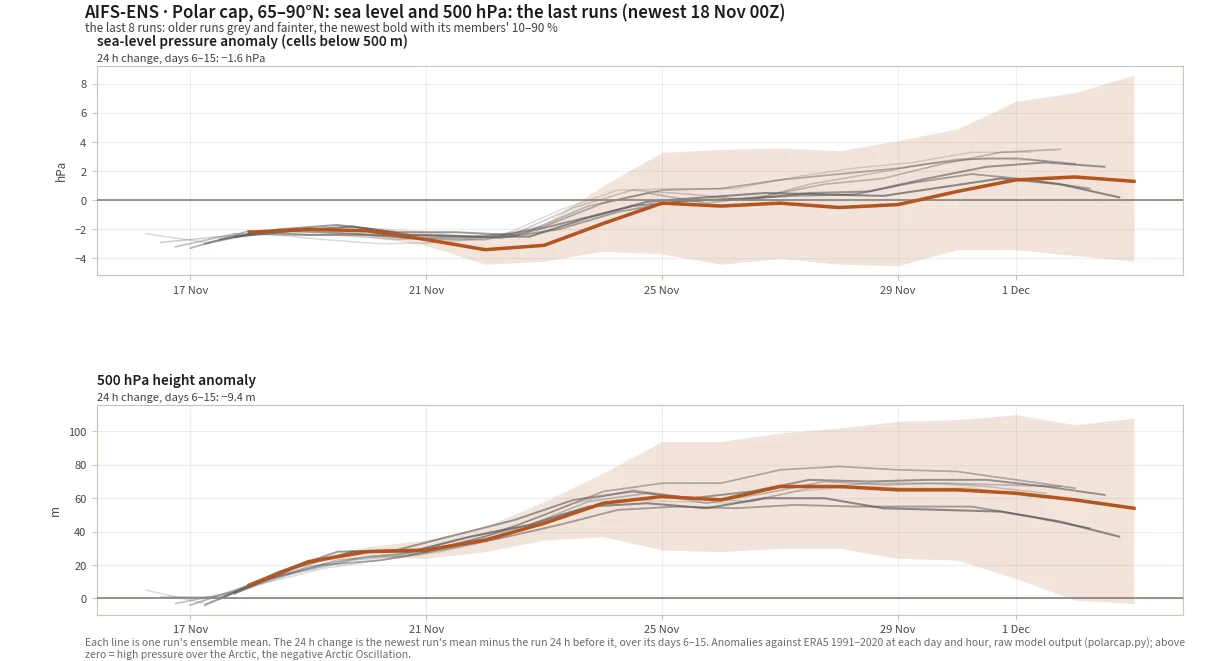 AIFS-ENS · Polar cap, 65–90°N: sea level and 500 hPa: the last runs (newest 18 Nov 00Z)
the last 8 runs: older runs grey and fainter, the newest bold with its members' 10–90 %
sea-level pressure anomaly (cells below 500 m)
24 h change, days 6–15: −1.6 hPa
8
6
4
2
0
−2
−4
hPa
17 Nov
21 Nov
25 Nov
29 Nov
1 Dec
500 hPa height anomaly
24 h change, days 6–15: −9.4 m
100
80
60
40
20
0
m
17 Nov
21 Nov
25 Nov
29 Nov
1 Dec
Each line is one run's ensemble mean. The 24 h change is the newest run's mean minus the run 24 h before it, over its days 6–15. Anomalies against ERA5 1991–2020 at each day and hour, raw model output (polarcap.py); above
zero = high pressure over the Arctic, the negative Arctic Oscillation.